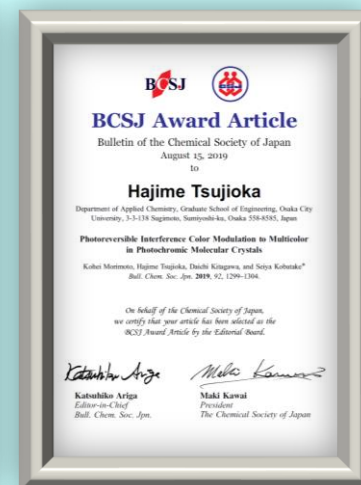 BCSJ
BCSJ Award Article
Bulletin of the Chemical Society of Japan
August 15, 2019
to
Hajime Tsujioka
Department of Applied Chemistry, Graduate School of Engineering, Osaka City
University, 3-3-138 Sugimoto, Sumiyoshi-ku, Osaka 558-8585, Japan
Photoreversible Interference Color Modulation to Multicolor
in Photochromic Molecular Crystals
Kohei Morimoto, Hajime Tsujioka, Daichi Kitagawa, and Seiya Kobatake*
Bull. Chem. Soc. Jpn. 2019, 92, 1299–1304.
On behalf of the Chemical Society of Japan,
we certify that your article has been selected as the
BCSJ Award Article by the Editorial Board.
Katsuhiko Ariga
Maki Kawai
Katsuhiko Ariga
Maki Kawai
Editor-in-Chief
President
Bull. Chem. Soc. Jpn.
The Chemical Society of Japan